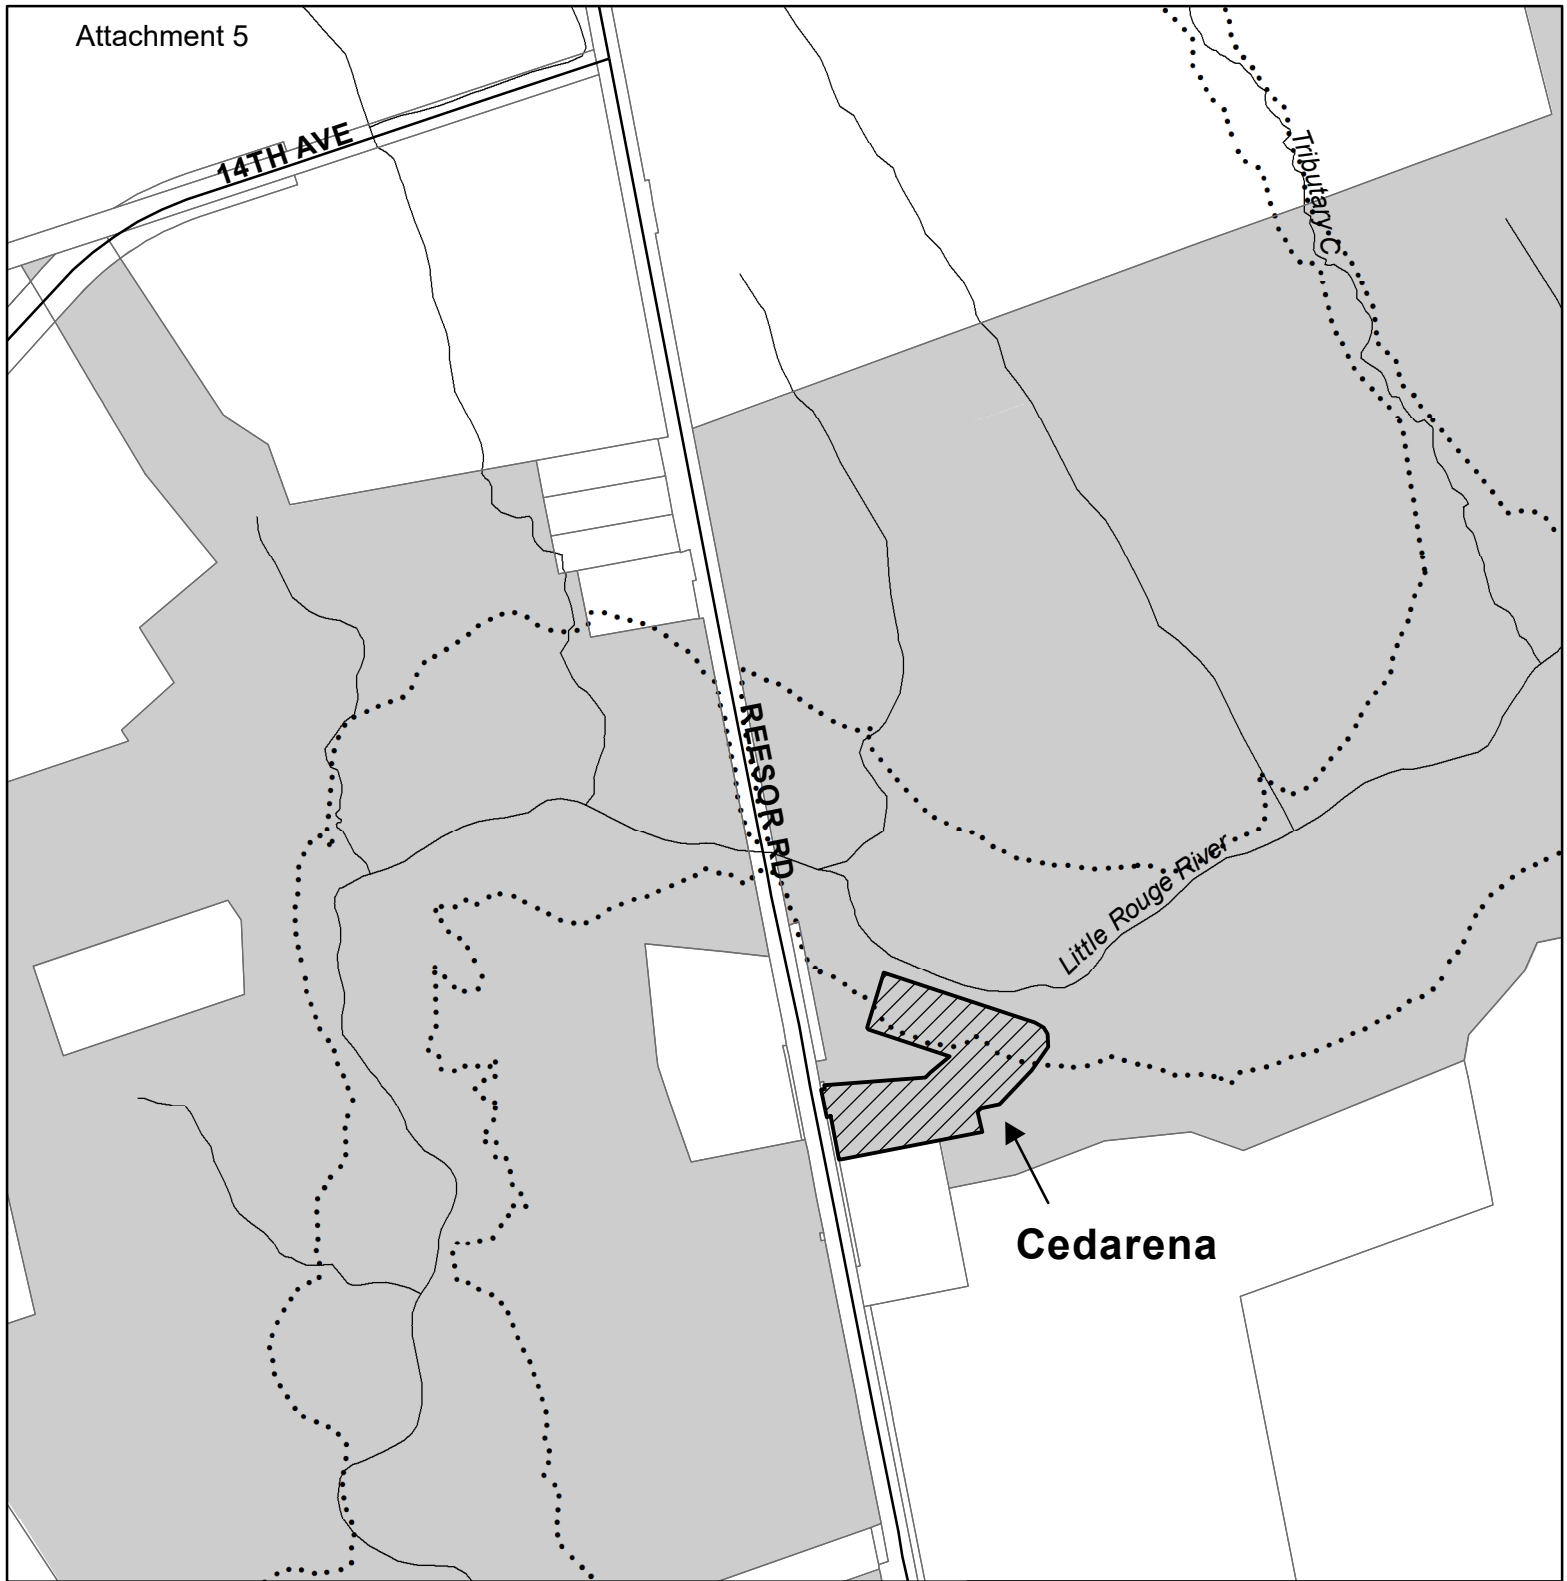 Attachment 5
14TH AVE
Tributary C
REESOR RD
Little Rouge River
Cedarena